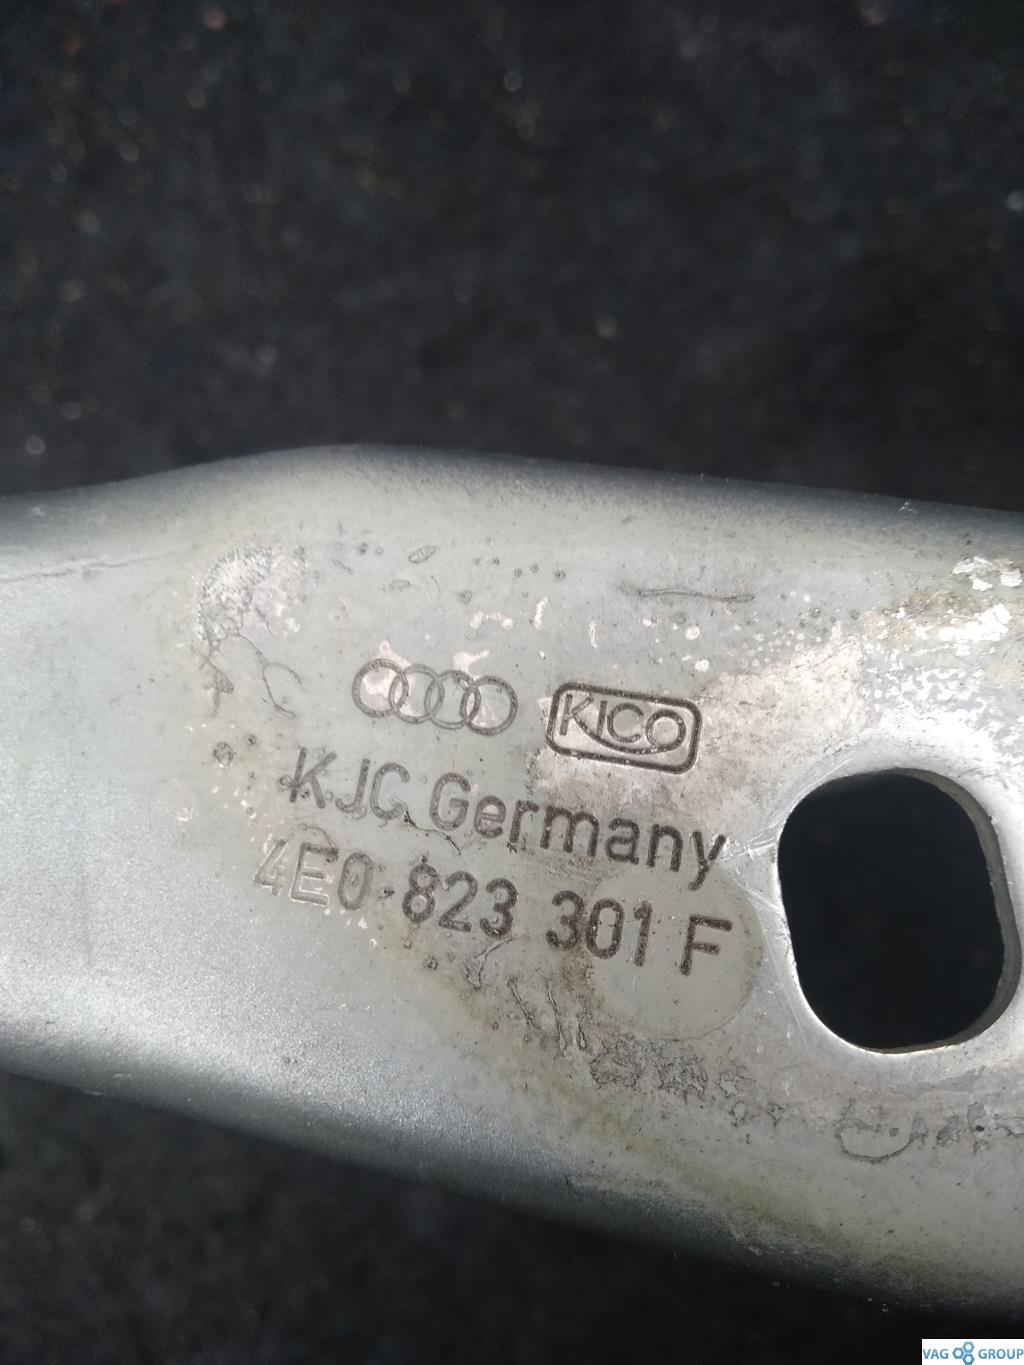 KICO
KJC Germany
4E0 823 301 F
VAG GROUP